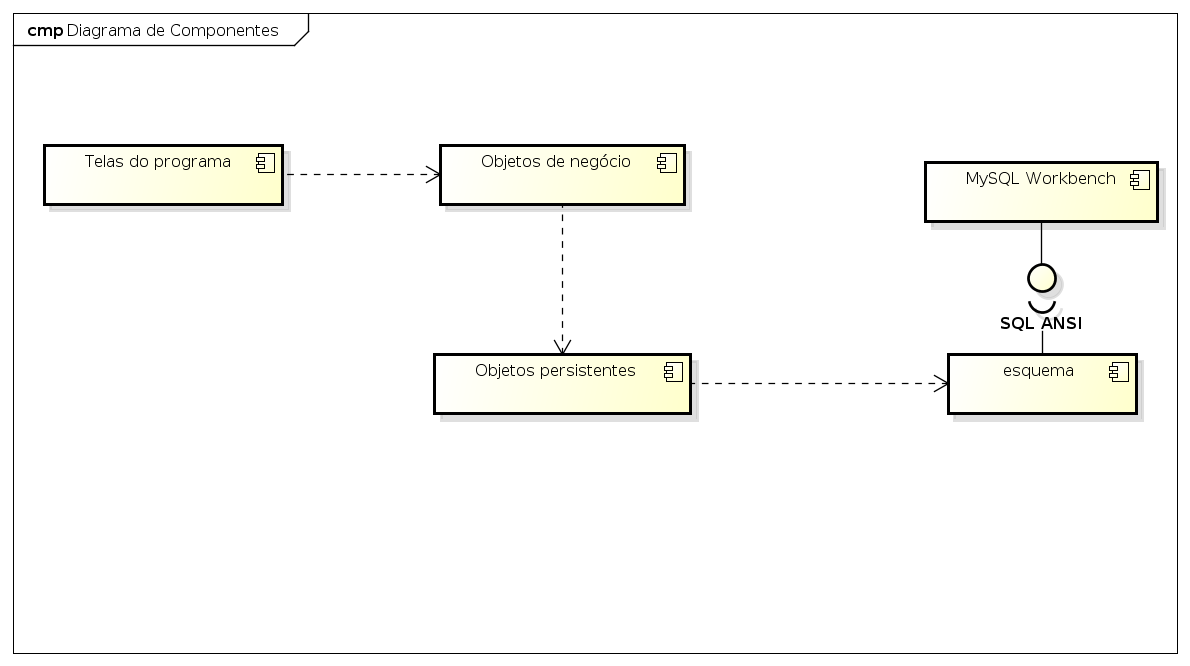 cmp Diagrama de Componentes
Telas do programa
Objetos de negócio
MySQL Workbench
SQL ANSI
Objetos persistentes
esquema